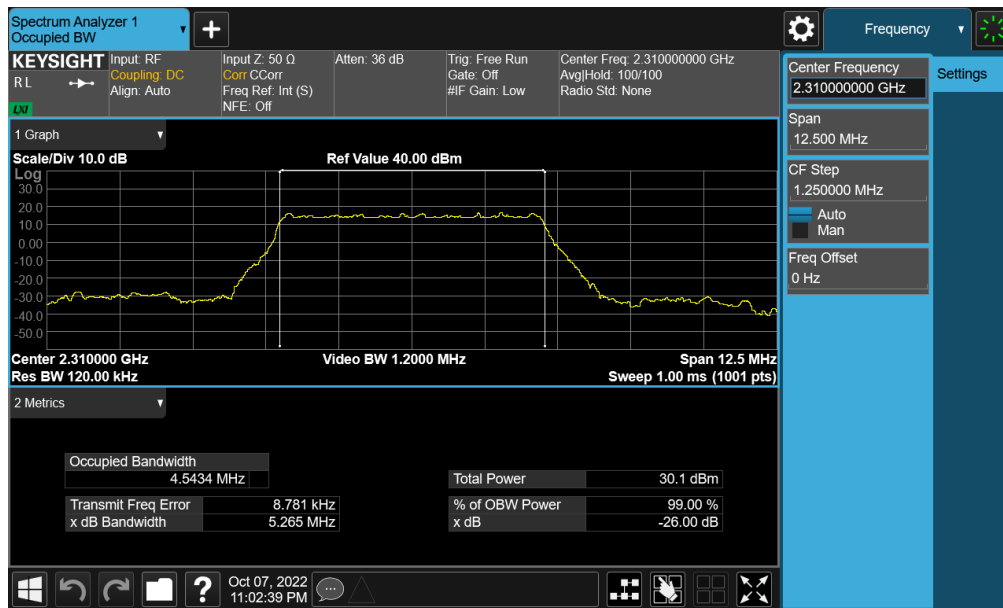 Spectrum Analyzer 1
Occupied BW
+
Frequency
KEYSIGHT
R L
LXI
Input: RF
Coupling: DC
Align: Auto
Input Z: 50 Ω
Corr CCorr
Freq Ref: Int (S)
NFE: Off
Atten: 36 dB
Trig: Free Run
Gate: Off
#IF Gain: Low
Center Freq: 2.310000000 GHz
Avg|Hold: 100/100
Radio Std: None
Center Frequency
2.310000000 GHz
Settings
Span
12.500 MHz
CF Step
1.250000 MHz
Auto
Man
Freq Offset
0 Hz
1 Graph
Scale/Div 10.0 dB
Ref Value 40.00 dBm
Log
30.0
20.0
10.0
0.00
-10.0
-20.0
-30.0
-40.0
-50.0
Center 2.310000 GHz
Video BW 1.2000 MHz
Span 12.5 MHz
Res BW 120.00 kHz
Sweep 1.00 ms (1001 pts)
2 Metrics
Occupied Bandwidth
4.5434 MHz
Total Power 30.1 dBm
Transmit Freq Error 8.781 kHz
% of OBW Power 99.00 %
x dB Bandwidth 5.265 MHz
x dB -26.00 dB
?
Oct 07, 2022
11:02:39 PM